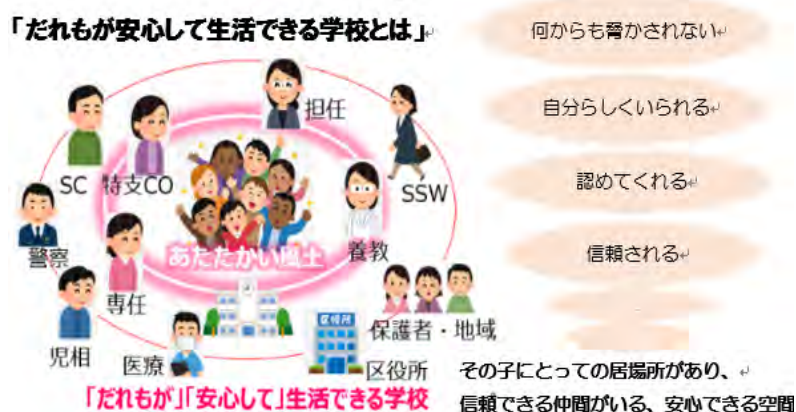 「だれもが安心して生活できる学校とは」
何からも脅かされない
自分らしくいられる
認めてくれる
信頼される
担任
SC
特支CO
SSW
警察
あたたかい風土
養教
専任
保護者・地域
児相
医療
区役所
区役所
「だれもが」「安心して」生活できる学校
その子にとっての居場所があり、
信頼できる仲間がいる、安心できる空間